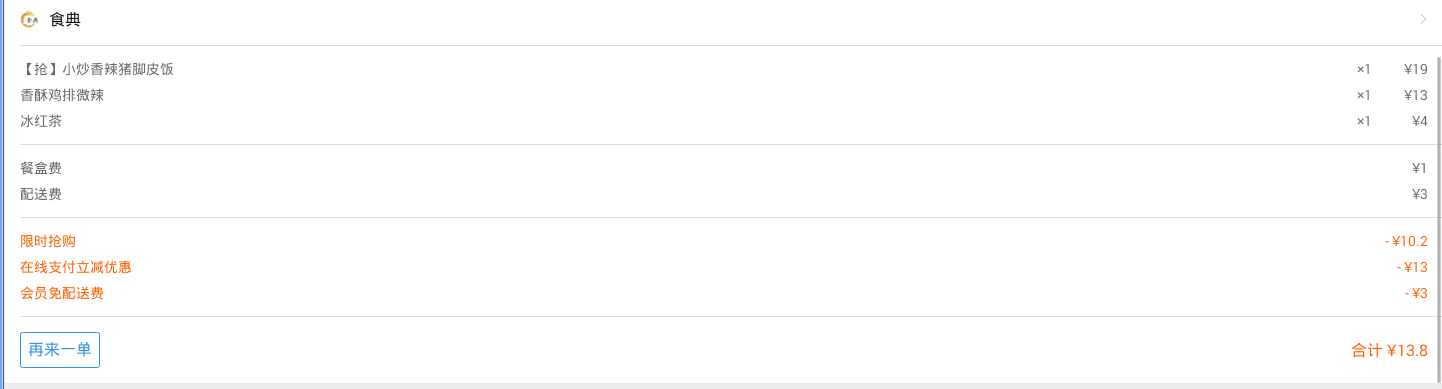 食典
【抢】小炒香辣猪脚皮饭 ×1 ¥19
香酥鸡排微辣 ×1 ¥13
冰红茶 ×1 ¥4
餐盒费 ¥1
配送费 ¥3
限时抢购 - ¥10.2
在线支付立减优惠 - ¥13
会员免配送费 - ¥3
再来一单 合计 ¥13.8